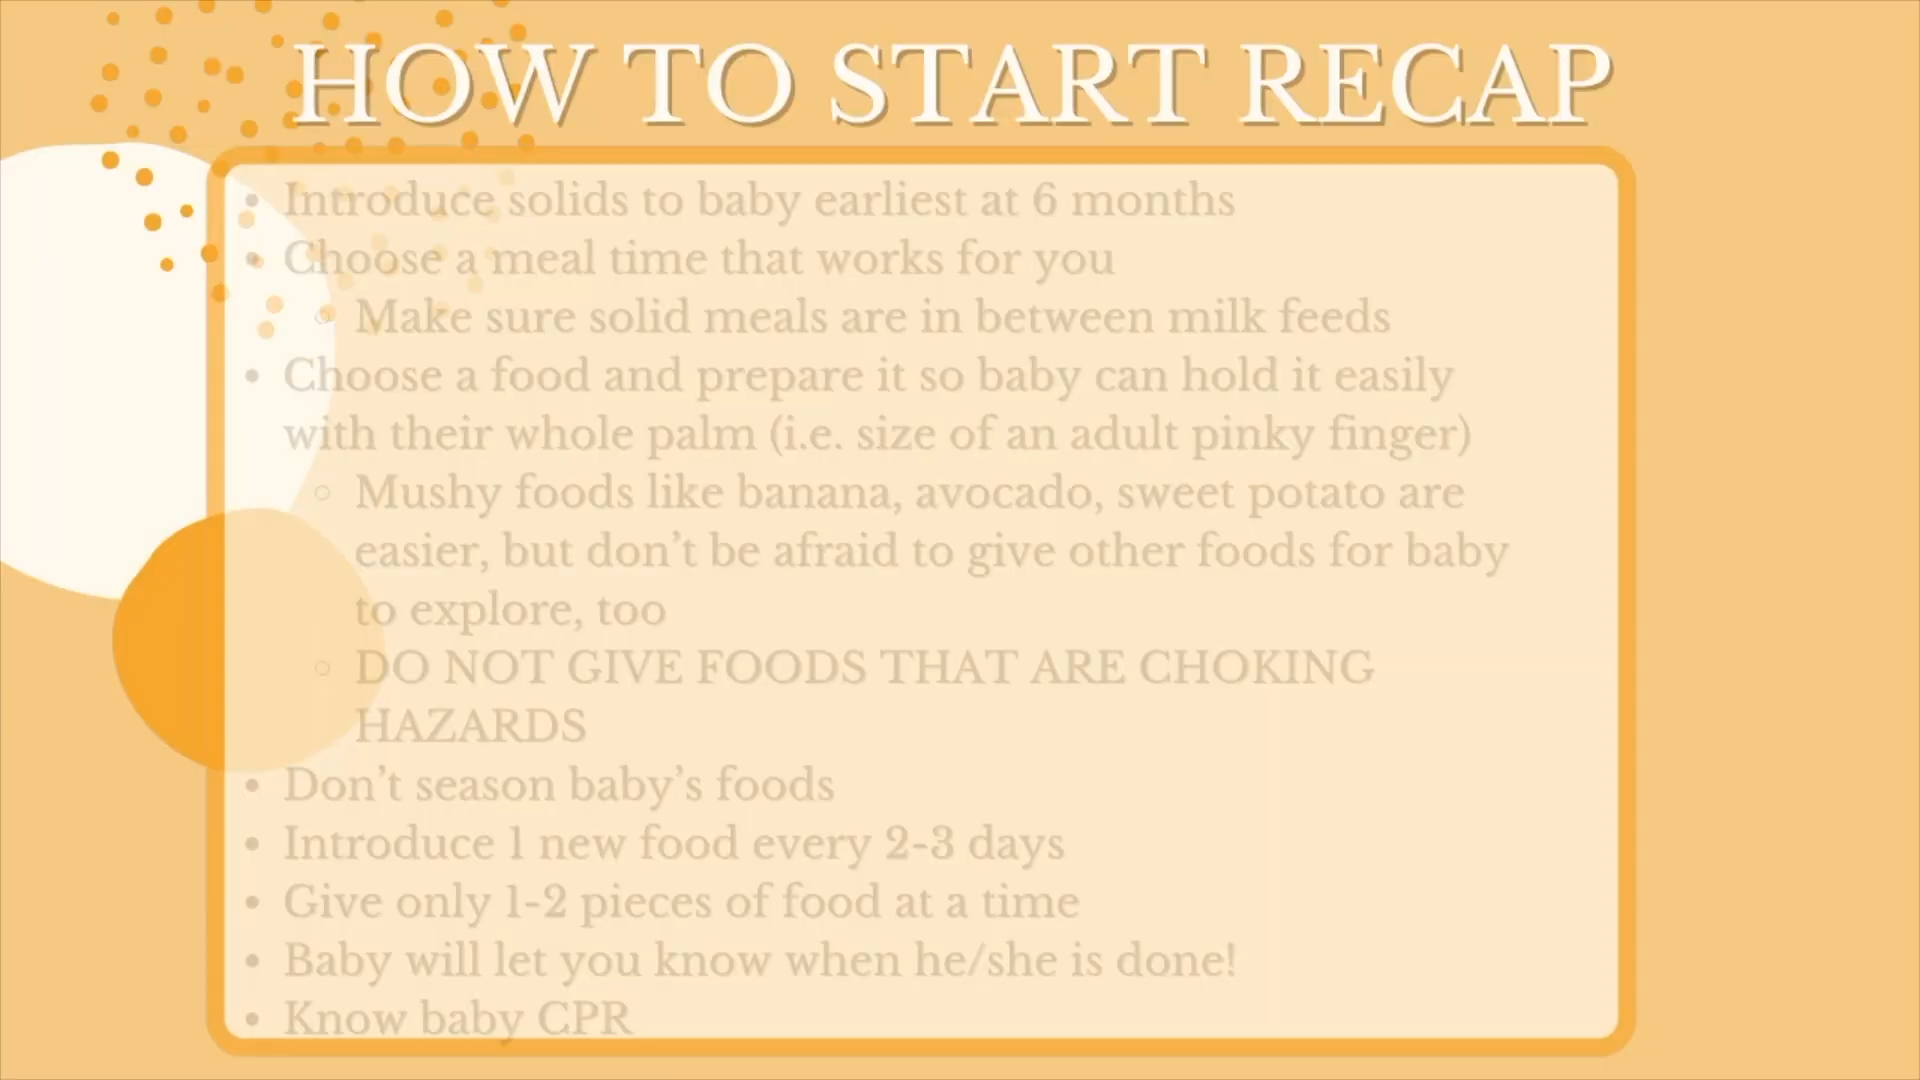 HOW TO START RECAP
• Introduce solids to baby earliest at 6 months
• Choose a meal time that works for you
○ Make sure solid meals are in between milk feeds
• Choose a food and prepare it so baby can hold it easily
with their whole palm (i.e. size of an adult pinky finger)
○ Mushy foods like banana, avocado, sweet potato are
easier, but don’t be afraid to give other foods for baby
to explore, too
○ DO NOT GIVE FOODS THAT ARE CHOKING
HAZARDS
• Don’t season baby’s foods
• Introduce 1 new food every 2-3 days
• Give only 1-2 pieces of food at a time
• Baby will let you know when he/she is done!
• Know baby CPR